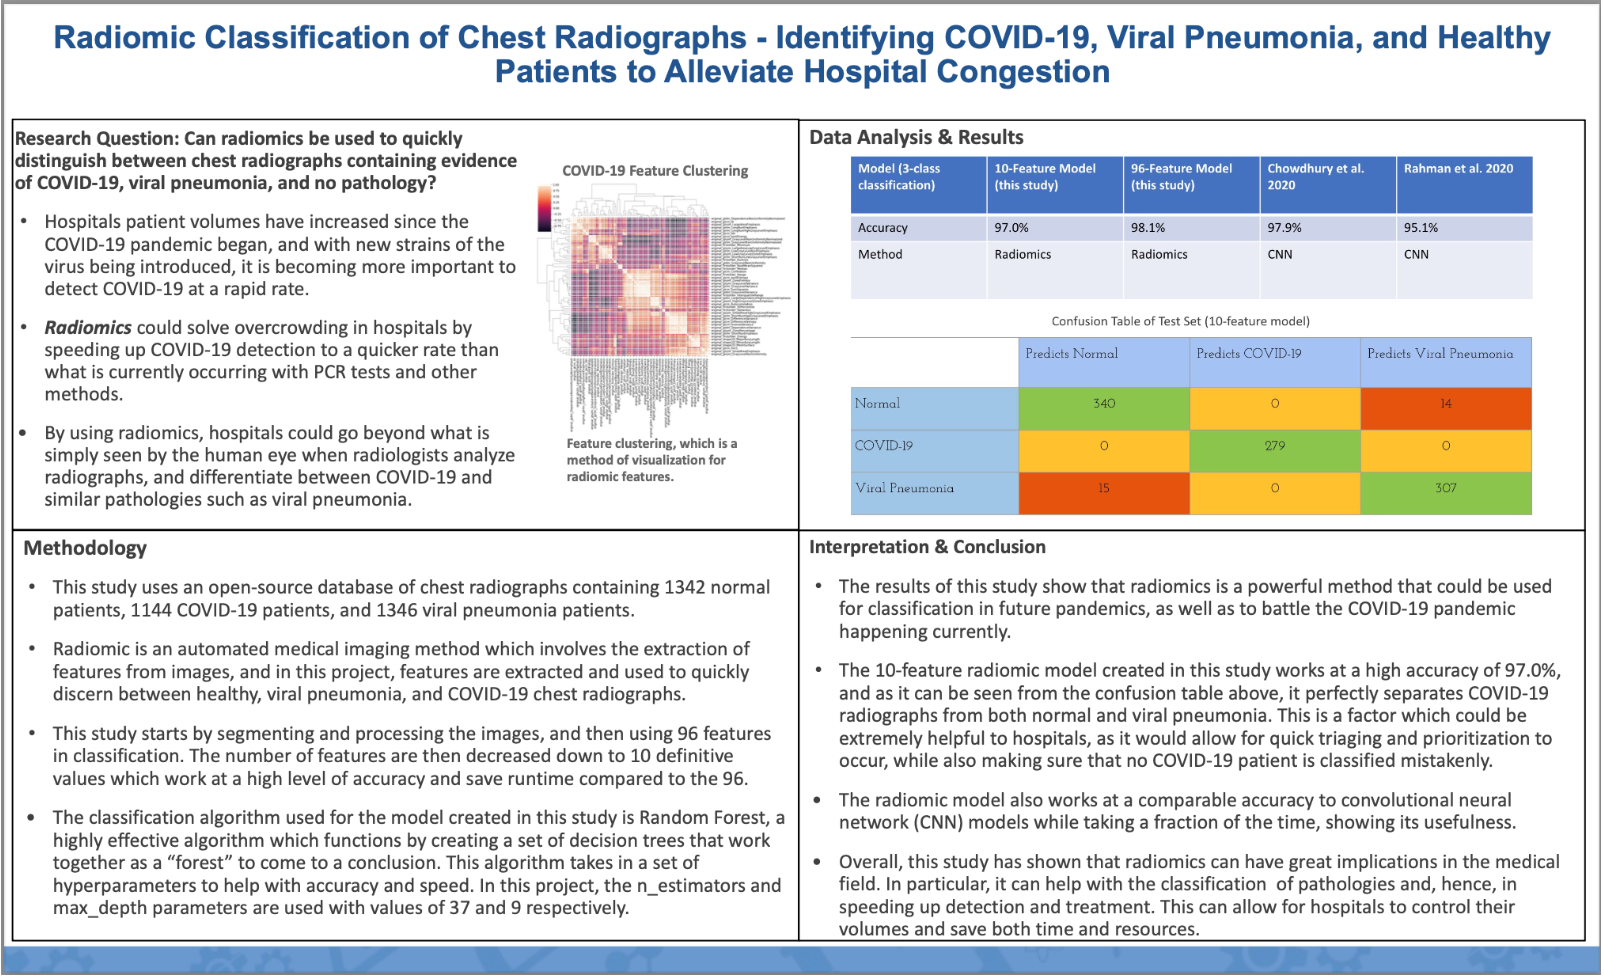 Radiomic Classification of Chest Radiographs - Identifying COVID-19, Viral Pneumonia, and Healthy
Patients to Alleviate Hospital Congestion
Research Question: Can radiomics be used to quickly
distinguish between chest radiographs containing evidence
of COVID-19, viral pneumonia, and no pathology?
• Hospitals patient volumes have increased since the
COVID-19 pandemic began, and with new strains of the
virus being introduced, it is becoming more important to
detect COVID-19 at a rapid rate.
• Radiomics could solve overcrowding in hospitals by
speeding up COVID-19 detection to a quicker rate than
what is currently occurring with PCR tests and other
methods.
• By using radiomics, hospitals could go beyond what is
simply seen by the human eye when radiologists analyze
radiographs, and differentiate between COVID-19 and
similar pathologies such as viral pneumonia.
COVID-19 Feature Clustering
Feature clustering, which is a
method of visualization for
radiomic features.
Data Analysis & Results
Model (3-class classification) 10-Feature Model (this study) 96-Feature Model (this study) Chowdhury et al. 2020 Rahman et al. 2020
Accuracy 97.0% 98.1% 97.9% 95.1%
Method Radiomics Radiomics CNN CNN
Confusion Table of Test Set (10-feature model)
Predicts Normal Predicts COVID-19 Predicts Viral Pneumonia
Normal 340 0 14
COVID-19 0 279 0
Viral Pneumonia 15 0 307
Methodology
• This study uses an open-source database of chest radiographs containing 1342 normal
patients, 1144 COVID-19 patients, and 1346 viral pneumonia patients.
• Radiomic is an automated medical imaging method which involves the extraction of
features from images, and in this project, features are extracted and used to quickly
discern between healthy, viral pneumonia, and COVID-19 chest radiographs.
• This study starts by segmenting and processing the images, and then using 96 features
in classification. The number of features are then decreased down to 10 definitive
values which work at a high level of accuracy and save runtime compared to the 96.
• The classification algorithm used for the model created in this study is Random Forest, a
highly effective algorithm which functions by creating a set of decision trees that work
together as a “forest” to come to a conclusion. This algorithm takes in a set of
hyperparameters to help with accuracy and speed. In this project, the n_estimators and
max_depth parameters are used with values of 37 and 9 respectively.
Interpretation & Conclusion
• The results of this study show that radiomics is a powerful method that could be used
for classification in future pandemics, as well as to battle the COVID-19 pandemic
happening currently.
• The 10-feature radiomic model created in this study works at a high accuracy of 97.0%,
and as it can be seen from the confusion table above, it perfectly separates COVID-19
radiographs from both normal and viral pneumonia. This is a factor which could be
extremely helpful to hospitals, as it would allow for quick triaging and prioritization to
occur, while also making sure that no COVID-19 patient is classified mistakenly.
• The radiomic model also works at a comparable accuracy to convolutional neural
network (CNN) models while taking a fraction of the time, showing its usefulness.
• Overall, this study has shown that radiomics can have great implications in the medical
field. In particular, it can help with the classification of pathologies and, hence, in
speeding up detection and treatment. This can allow for hospitals to control their
volumes and save both time and resources.